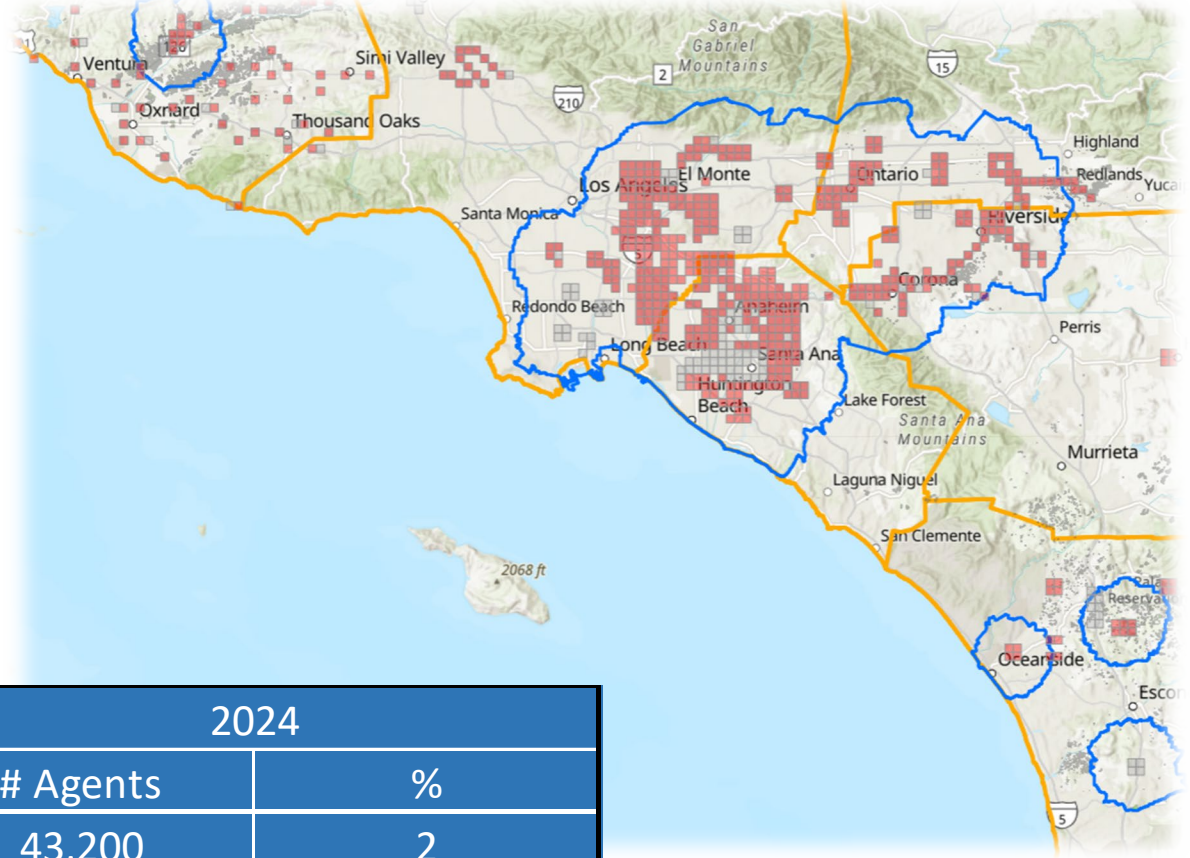 San
Gabriel
Mountains
126
1
Ventura
Simi Valley
2
15
210
Oxnard
Thousand Oaks
Highland
El Monte
Ontario
Redlands
Los Angeles
Santa Monica
Riverside
5
Corona
Redondo Beach
Anaheim
Perris
Long Beach
Santa Ana
Huntington
Beach
Lake Forest
Santa Ana
Mountains
Murrieta
Laguna Niguel
San Clemente
2068 ft
Oceanside
5
2024
# Agents
%
43,200
2